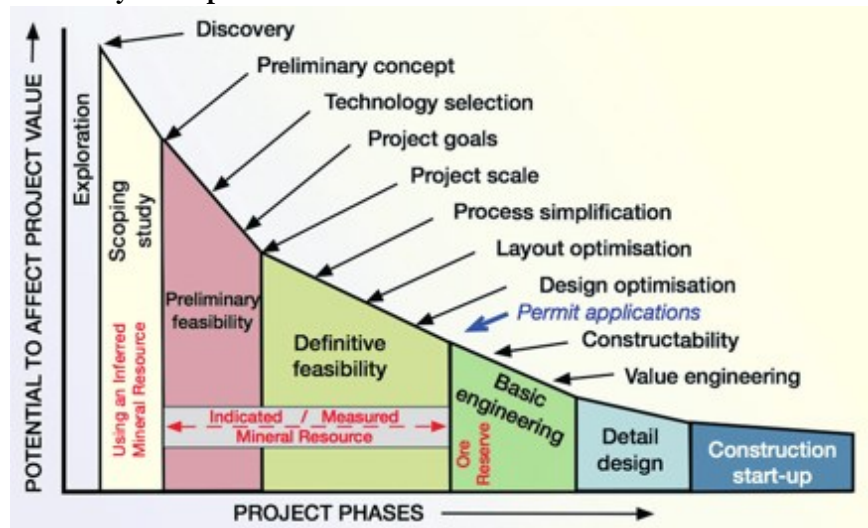 POTENTIAL TO AFFECT PROJECT VALUE
Exploration
Discovery
Preliminary concept
Technology selection
Project goals
Project scale
Process simplification
Layout optimisation
Design optimisation
Permit applications
Constructability
Value engineering
Scoping
study
Using an Inferred
Mineral Resource
Preliminary
feasibility
Definitive
feasibility
Indicated / Measured
Mineral Resource
Basic
engineering
Ore
Reserve
Detail
design
Construction
start-up
PROJECT PHASES